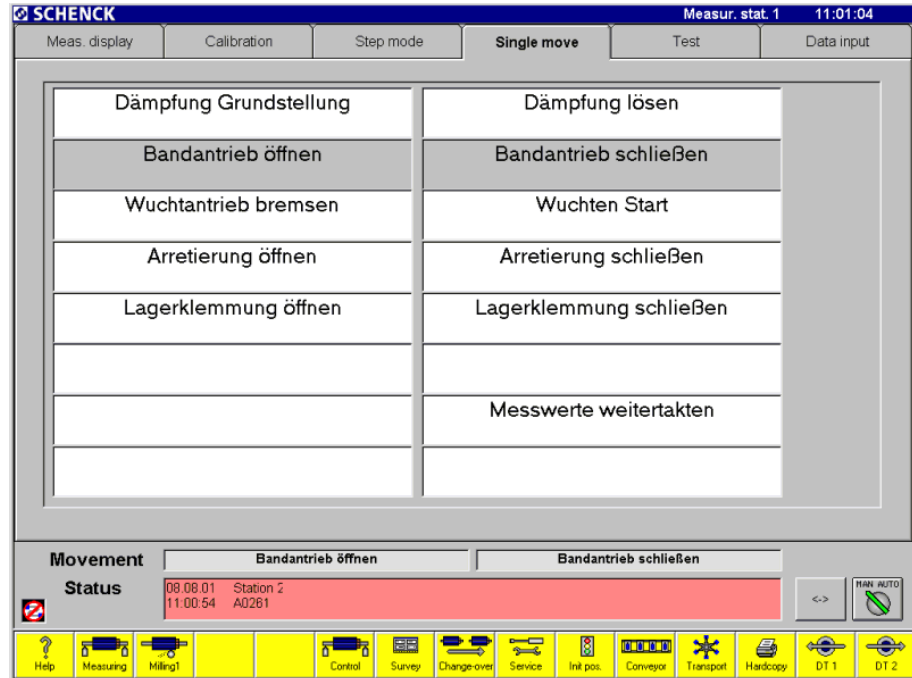 SCHENCK Measur. stat. 1 11:01:04
Meas. display Calibration Step mode Single move Test Data input
Dämpfung Grundstellung Dämpfung lösen
Bandantrieb öffnen Bandantrieb schließen
Wuchtantrieb bremsen Wuchten Start
Arretierung öffnen Arretierung schließen
Lagerklemmung öffnen Lagerklemmung schließen
Messwerte weitertakten
Movement Bandantrieb öffnen Bandantrieb schließen
Status 08.08.01 Station 2
11:00:54 A0261 <-> MAN AUTO
Help Measuring Milling1 Control Survey Change-over Service Init pos. Conveyor Transport Hardcopy DT 1 DT 2